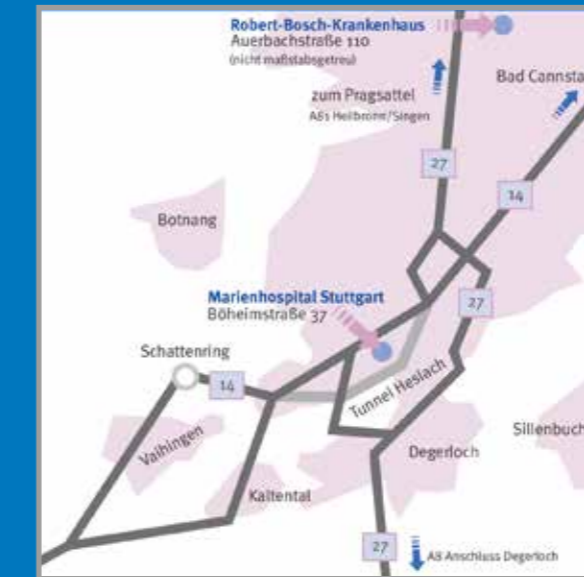 Robert-Bosch-Krankenhaus
Auerbachstraße 110
(nicht maßstabsgetreu)
Bad Cannsta
zum Pragsattel
A81 Heilbronn/Singen
27
14
Botnang
Marienhospital Stuttgart
Böheimstraße 37
27
Schattenring
14
Tunnel Heslach
Vaihingen
Sillenbuch
Degerloch
Kaltental
27
A8 Anschluss Degerloch